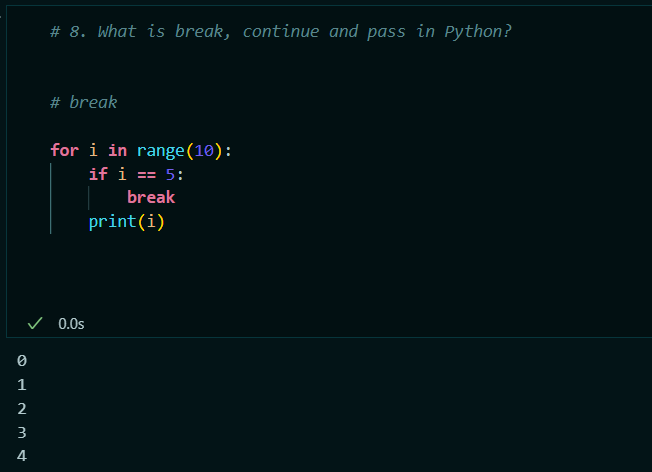 # 8. What is break, continue and pass in Python?
# break
for i in range(10):
    if i == 5:
        break
    print(i)
0.0s
0
1
2
3
4